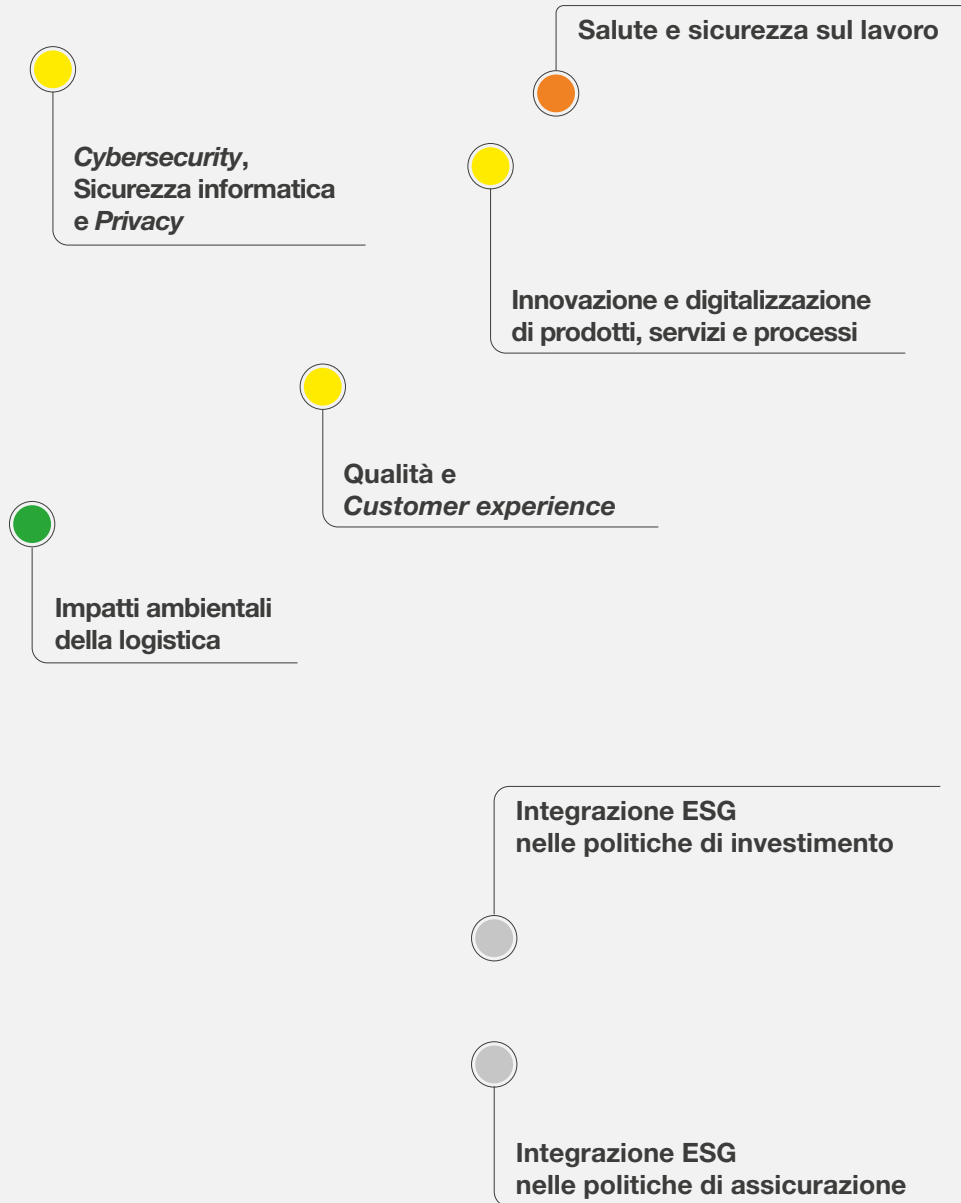 Salute e sicurezza sul lavoro
Cybersecurity,
Sicurezza informatica
e Privacy
Innovazione e digitalizzazione
di prodotti, servizi e processi
Qualità e
Customer experience
Impatti ambientali
della logistica
Integrazione ESG
nelle politiche di investimento
Integrazione ESG
nelle politiche di assicurazione